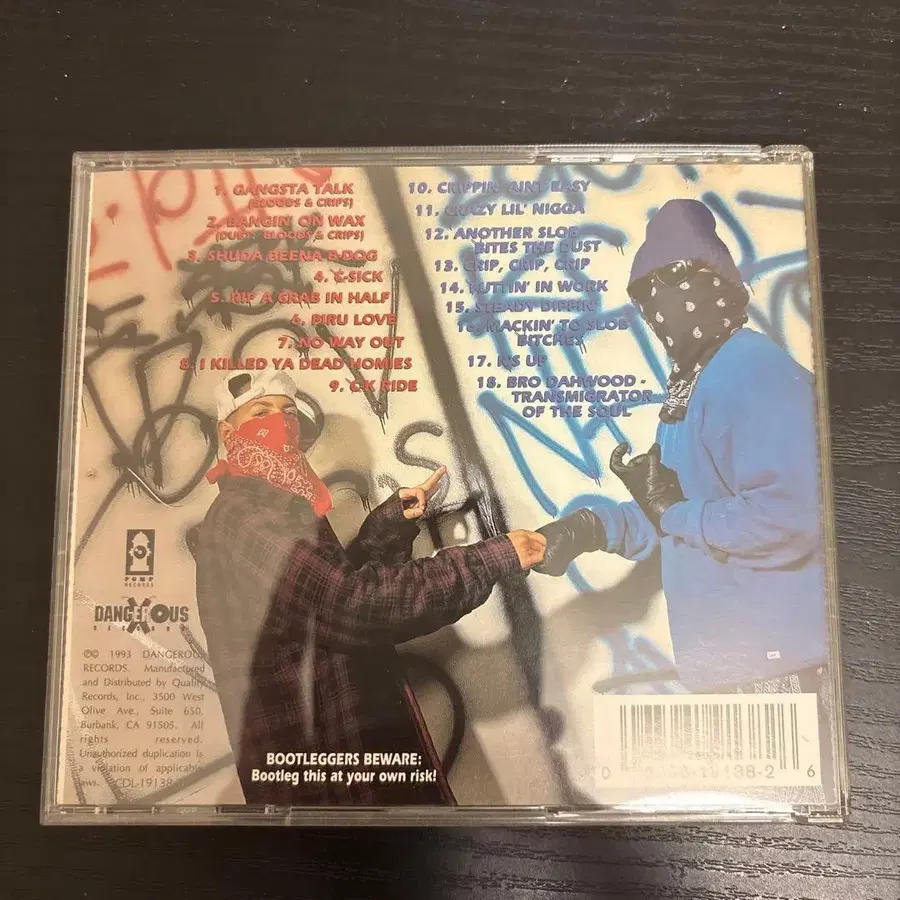 1. GANGSTA TALK
(BLOODS & CRIPS)
2. BANGIN' ON WAX
(DUB'N BLOODS & CRIPS)
3. SHUDA BEENA B-DOG
4. C-SICK
5. RIP A CRAB IN HALF
6. PIRU LOVE
7. NO WAY OUT
8. I KILLED YA DEAD HOMIES
9. C-K RIDE
10. CRIPPIN' AINT EASY
11. CRAZY LIL' NIGGA
12. ANOTHER SLOB
BITES THE DUST
13. CRIP, CRIP, CRIP
14. PUTTIN' IN WORK
15. STEADY DIPPIN'
16. MACKIN' TO SLOB
BITCHES
17. K'S UP
18. BRO DAHWOOD -
TRANSMIGRATOR
OF THE SOUL
PUMP
RECORDS
DANGEROUS
RECORDS
℗© 1993 DANGEROUS
RECORDS. Manufactured
and Distributed by Quality
Records, Inc., 3500 West
Olive Ave., Suite 650,
Burbank, CA 91505. All
rights reserved.
Unauthorized duplication is
a violation of applicable
laws. CDL-19138
BOOTLEGGERS BEWARE:
Bootleg this at your own risk!
19138-2 6